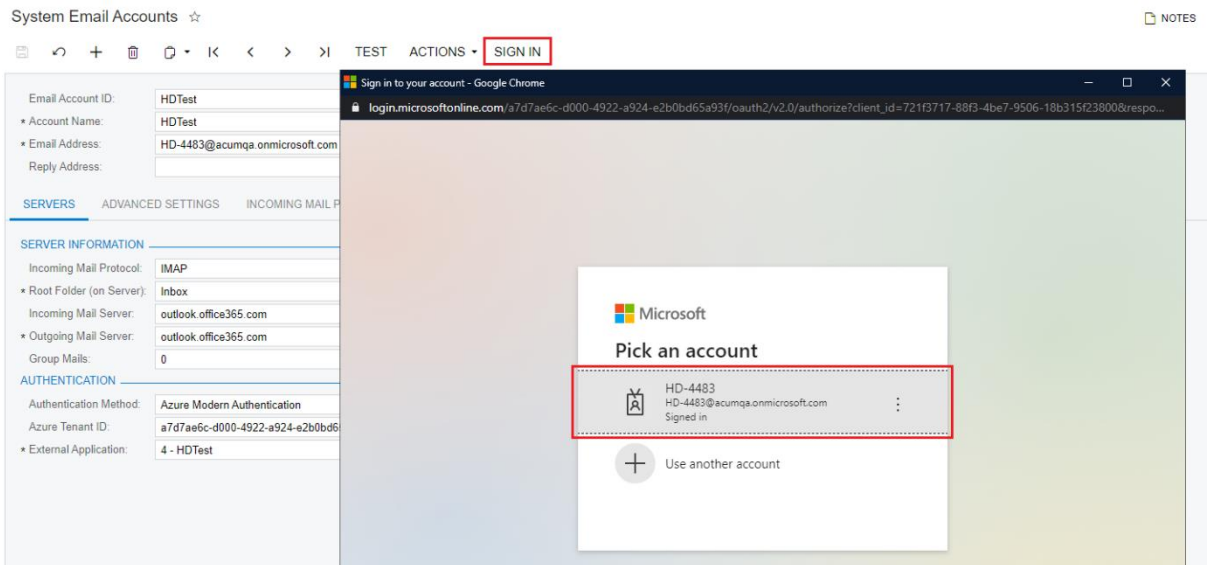 System Email Accounts
NOTES
TEST ACTIONS SIGN IN
Sign in to your account - Google Chrome
login.microsoftonline.com/a7d7ae6c-d000-4922-a924-e2b0bd65a93f/oauth2/v2.0/authorize?client_id=721f3717-88f3-4be7-9506-18b315f23800&respo...
Email Account ID: HDTest
* Account Name: HDTest
* Email Address: HD-4483@acumqa.onmicrosoft.com
Reply Address:
SERVERS ADVANCED SETTINGS INCOMING MAIL P
SERVER INFORMATION
Incoming Mail Protocol: IMAP
* Root Folder (on Server): Inbox
Incoming Mail Server: outlook.office365.com
* Outgoing Mail Server: outlook.office365.com
Group Mails: 0
AUTHENTICATION
Authentication Method: Azure Modern Authentication
Azure Tenant ID: a7d7ae6c-d000-4922-a924-e2b0bd6
* External Application: 4 - HDTest
Microsoft
Pick an account
HD-4483
HD-4483@acumqa.onmicrosoft.com
Signed in
Use another account